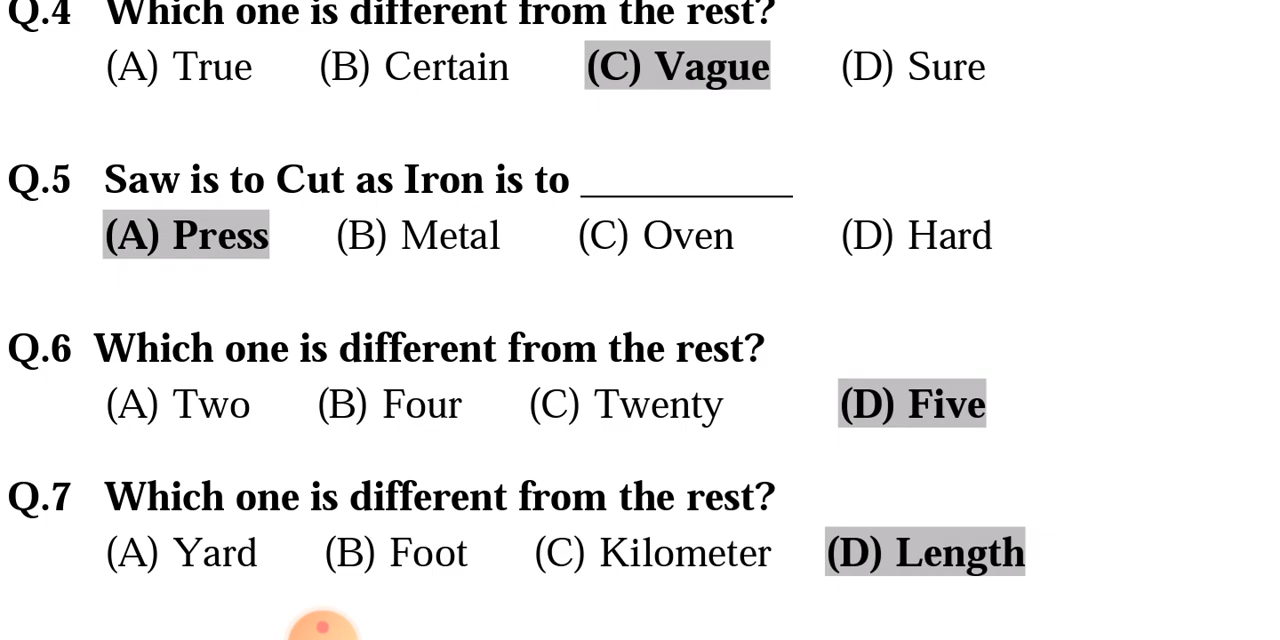 Q.4 Which one is different from the rest?
(A) True (B) Certain (C) Vague (D) Sure
Q.5 Saw is to Cut as Iron is to __________
(A) Press (B) Metal (C) Oven (D) Hard
Q.6 Which one is different from the rest?
(A) Two (B) Four (C) Twenty (D) Five
Q.7 Which one is different from the rest?
(A) Yard (B) Foot (C) Kilometer (D) Length